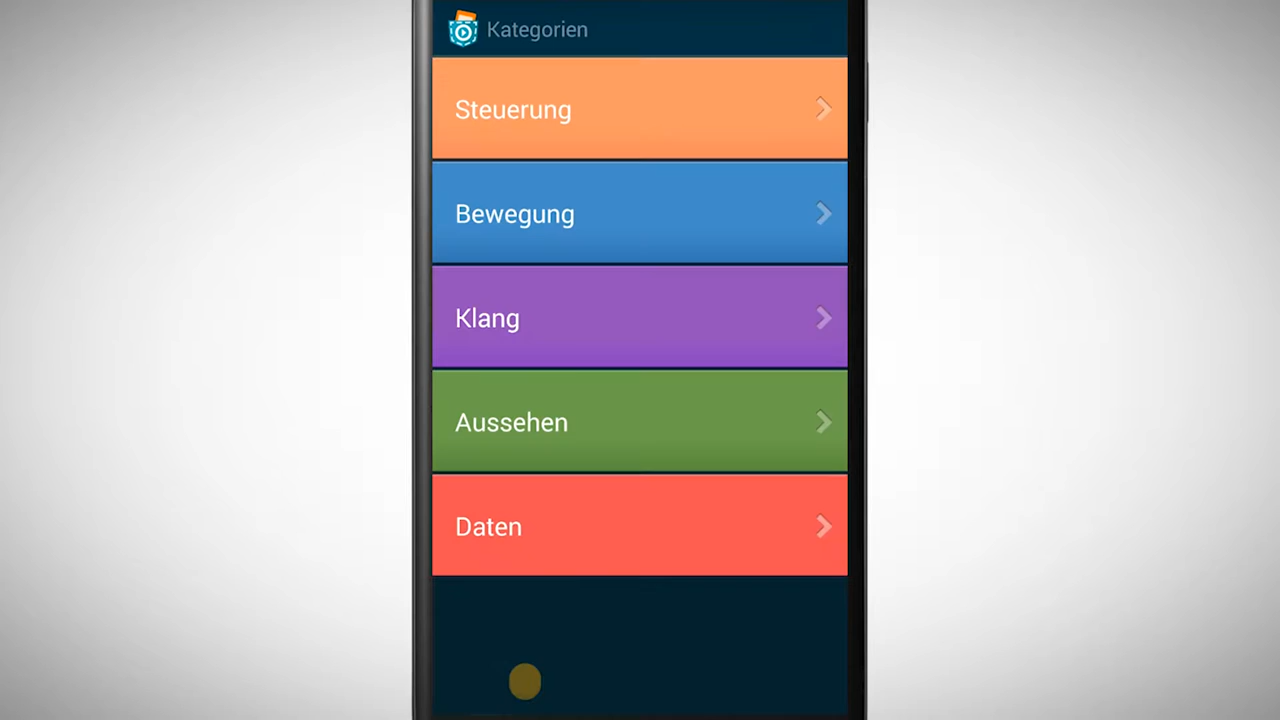 Kategorien
Steuerung
Bewegung
Klang
Aussehen
Daten